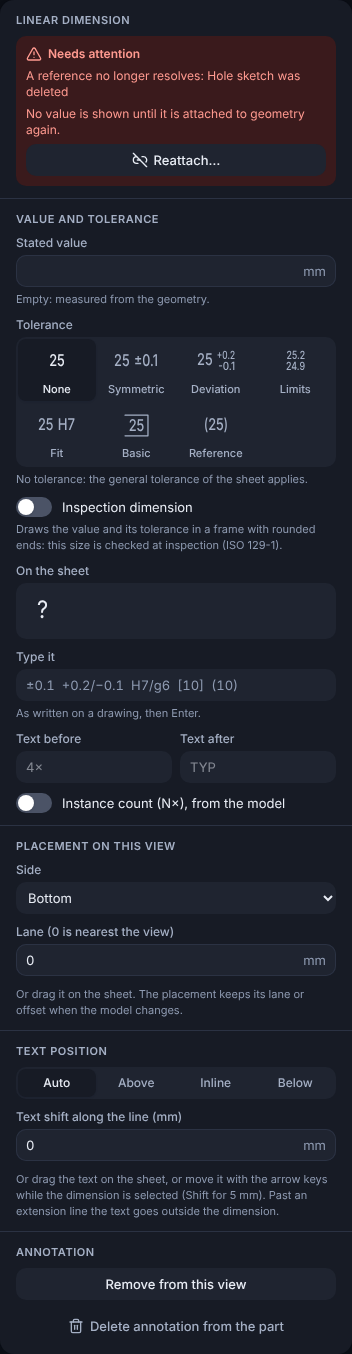 LINEAR DIMENSION
Needs attention
A reference no longer resolves: Hole sketch was
deleted
No value is shown until it is attached to geometry
again.
Reattach...
VALUE AND TOLERANCE
Stated value
mm
Empty: measured from the geometry.
Tolerance
25 25 ±0.1 25 +0.2 -0.1 25.2 24.9
None Symmetric Deviation Limits
25 H7 25 (25)
Fit Basic Reference
No tolerance: the general tolerance of the sheet applies.
Inspection dimension
Draws the value and its tolerance in a frame with rounded
ends: this size is checked at inspection (ISO 129-1).
On the sheet
?
Type it
±0.1 +0.2/−0.1 H7/g6 [10] (10)
As written on a drawing, then Enter.
Text before Text after
4× TYP
Instance count (N×), from the model
PLACEMENT ON THIS VIEW
Side
Bottom
Lane (0 is nearest the view)
0 mm
Or drag it on the sheet. The placement keeps its lane or
offset when the model changes.
TEXT POSITION
Auto Above Inline Below
Text shift along the line (mm)
0 mm
Or drag the text on the sheet, or move it with the arrow keys
while the dimension is selected (Shift for 5 mm). Past an
extension line the text goes outside the dimension.
ANNOTATION
Remove from this view
Delete annotation from the part